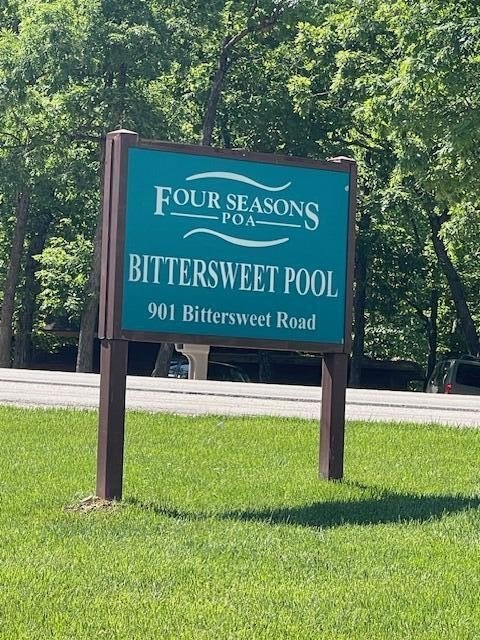 FOUR SEASONS
POA
BITTERSWEET POOL
901 Bittersweet Road